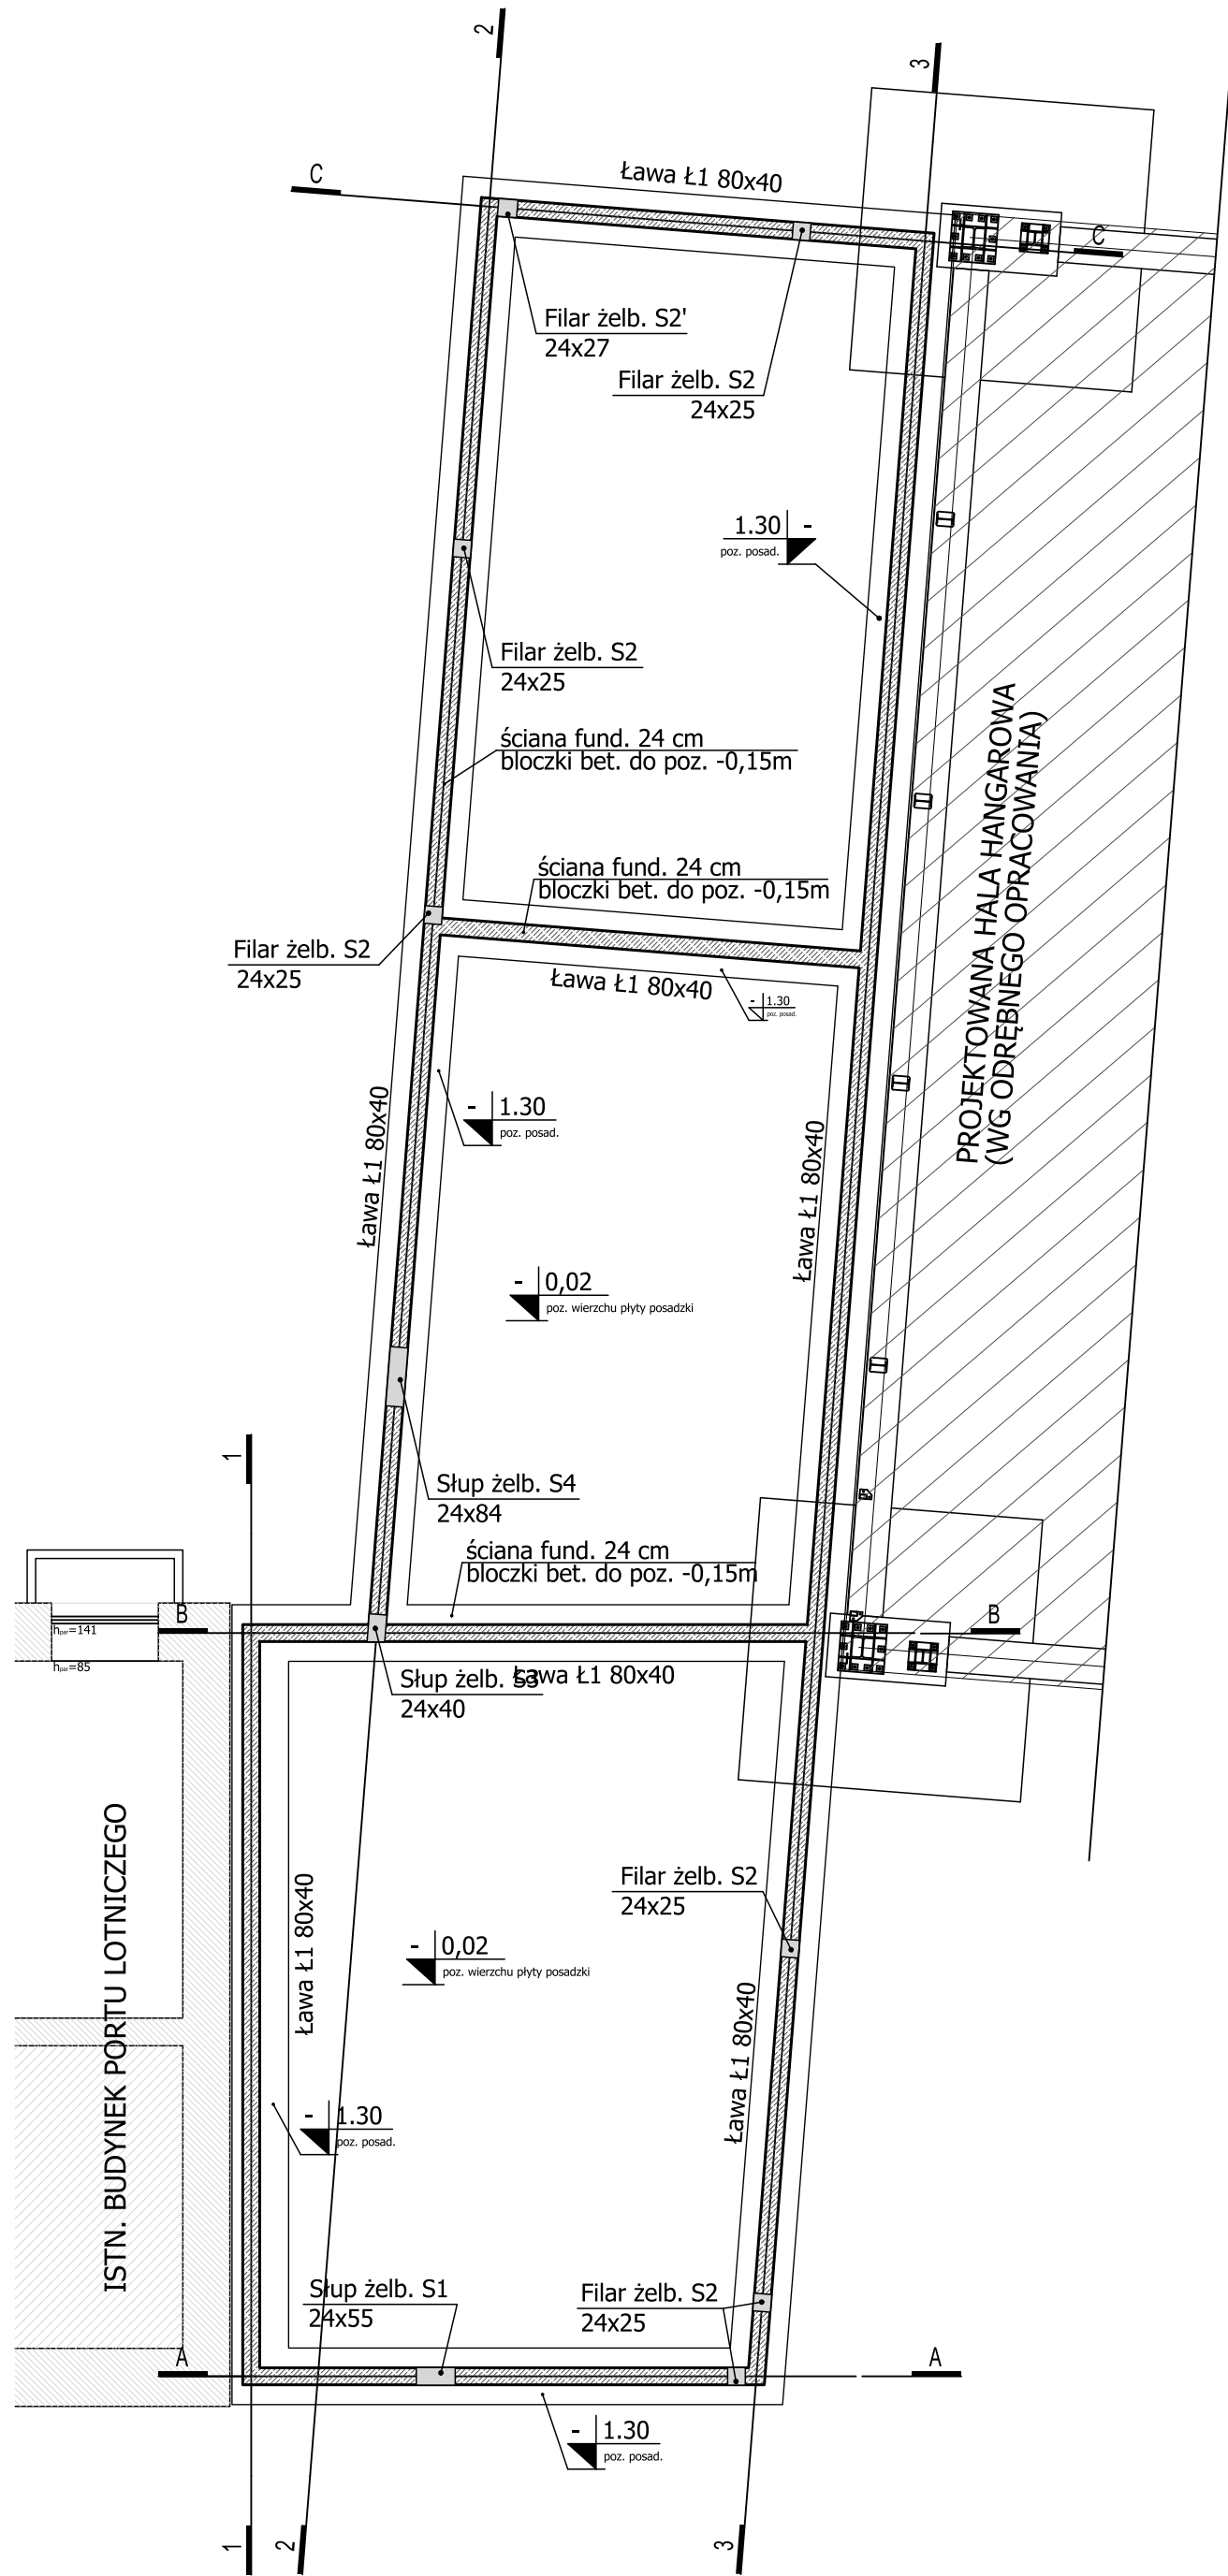 2
3
C
Ława Ł1 80x40
C
Filar żelb. S2'
24x27
Filar żelb. S2
24x25
1.30 -
poz. posad.
Filar żelb. S2
24x25
ściana fund. 24 cm
bloczki bet. do poz. -0,15m
PROJEKTOWANA HALA HANGAROWA
(WG ODRĘBNEGO OPRACOWANIA)
ściana fund. 24 cm
bloczki bet. do poz. -0,15m
Filar żelb. S2
24x25
Ława Ł1 80x40
- 1.30
poz. posad.
- 1.30
poz. posad.
Ława Ł1 80x40
Ława Ł1 80x40
- 0,02
poz. wierzchu płyty posadzki
1
Słup żelb. S4
24x84
ściana fund. 24 cm
bloczki bet. do poz. -0,15m
B
B
hpar=141
hpar=85
Słup żelb. S3
24x40
Ława Ł1 80x40
ISTN. BUDYNEK PORTU LOTNICZEGO
Ława Ł1 80x40
Filar żelb. S2
24x25
- 0,02
poz. wierzchu płyty posadzki
Ława Ł1 80x40
- 1.30
poz. posad.
Słup żelb. S1
24x55
Filar żelb. S2
24x25
A
A
- 1.30
poz. posad.
1
2
3